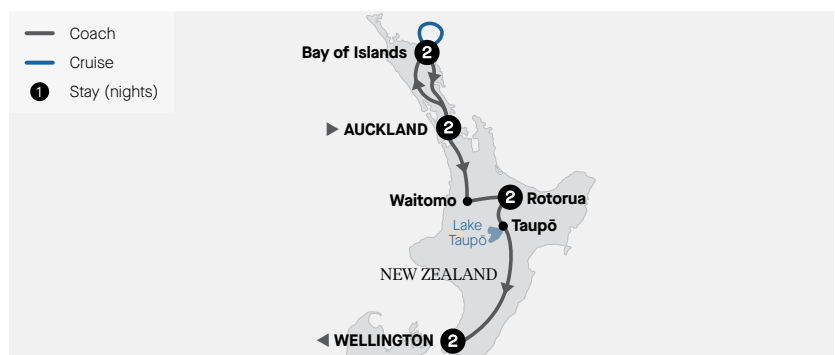 Coach
Cruise
1 Stay (nights)
Bay of Islands 2
AUCKLAND 2
Waitomo
2 Rotorua
Taupō
Lake
Taupō
NEW ZEALAND
WELLINGTON 2